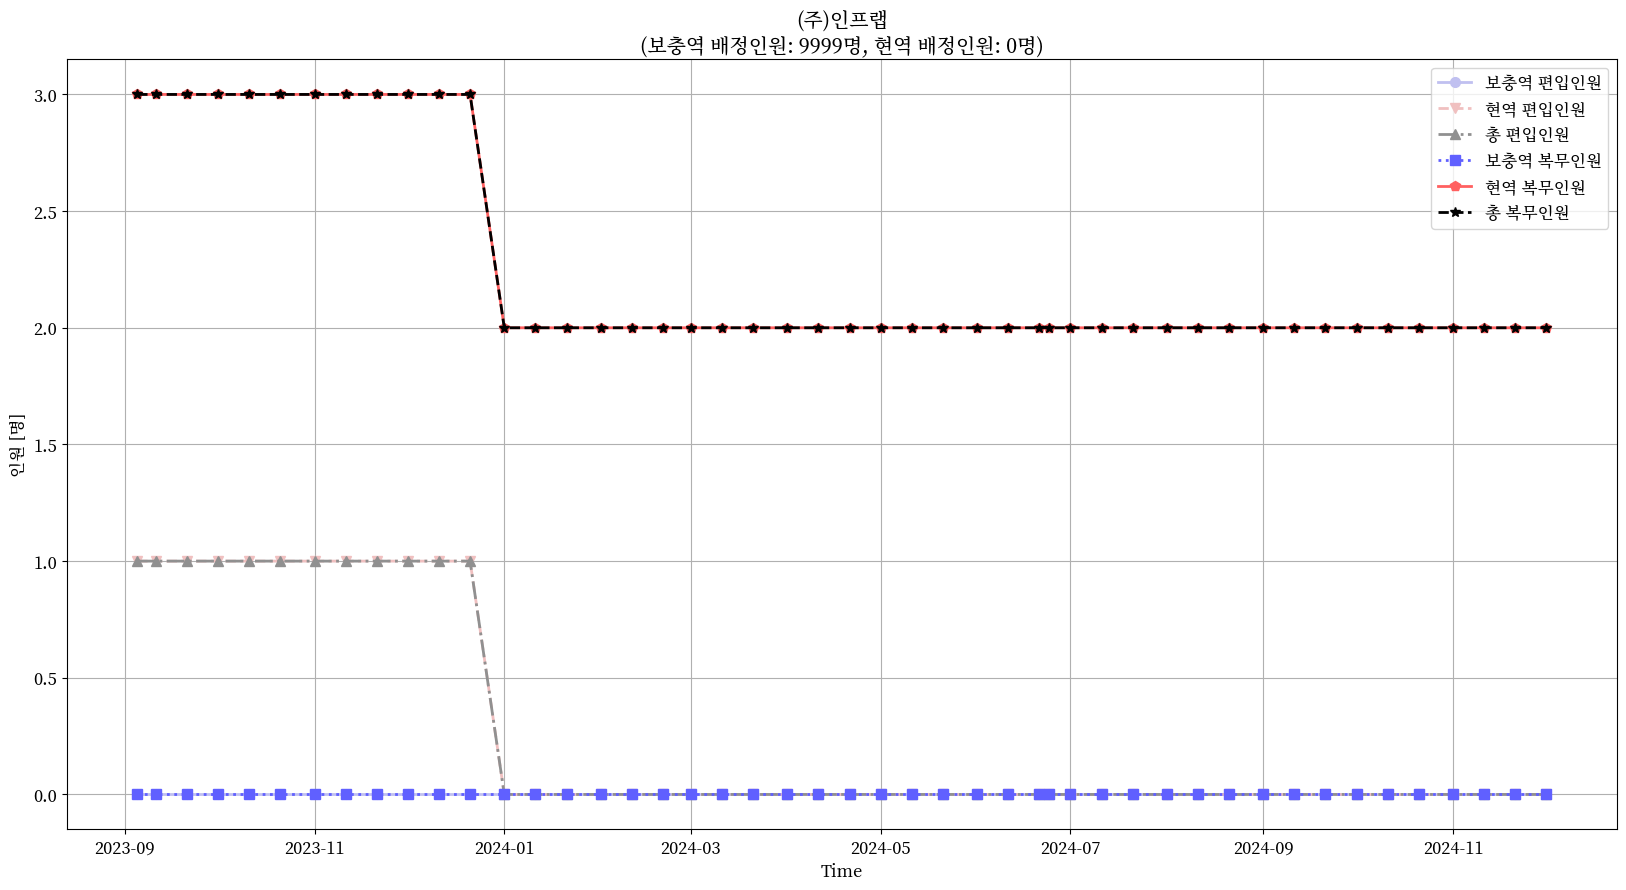 (주)인프랩
(보충역 배정인원: 9999명, 현역 배정인원: 0명)
보충역 편입인원
현역 편입인원
총 편입인원
보충역 복무인원
현역 복무인원
총 복무인원
3.0
2.5
2.0
1.5
1.0
0.5
0.0
인원 [명]
2023-09 2023-11 2024-01 2024-03 2024-05 2024-07 2024-09 2024-11
Time